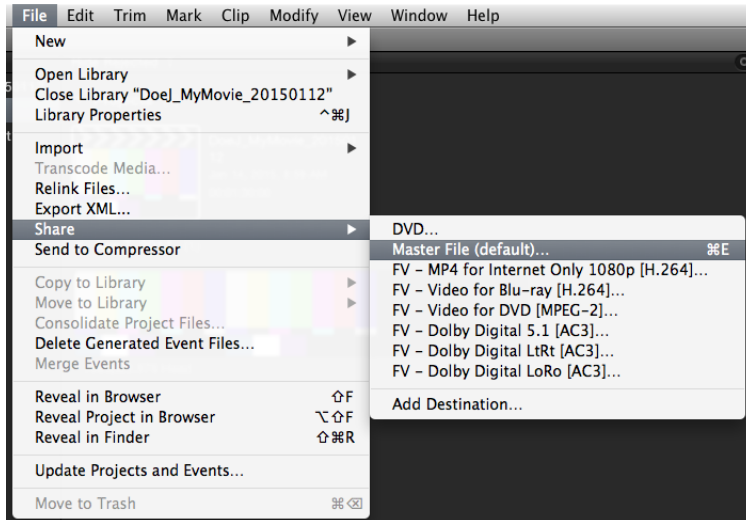 File Edit Trim Mark Clip Modify View Window Help
New ▶
Open Library ▶
Close Library "DoeJ_MyMovie_20150112"
Library Properties ^⌘J
Import ▶
Transcode Media...
Relink Files...
Export XML...
Share ▶
Send to Compressor
Copy to Library ▶
Move to Library ▶
Consolidate Project Files...
Delete Generated Event Files...
Merge Events
Reveal in Browser ⇧F
Reveal Project in Browser ⌥⇧F
Reveal in Finder ⇧⌘R
Update Projects and Events...
Move to Trash ⌘⌫
DVD...
Master File (default)... ⌘E
FV – MP4 for Internet Only 1080p [H.264]...
FV – Video for Blu-ray [H.264]...
FV – Video for DVD [MPEG-2]...
FV – Dolby Digital 5.1 [AC3]...
FV – Dolby Digital LtRt [AC3]...
FV – Dolby Digital LoRo [AC3]...
Add Destination...